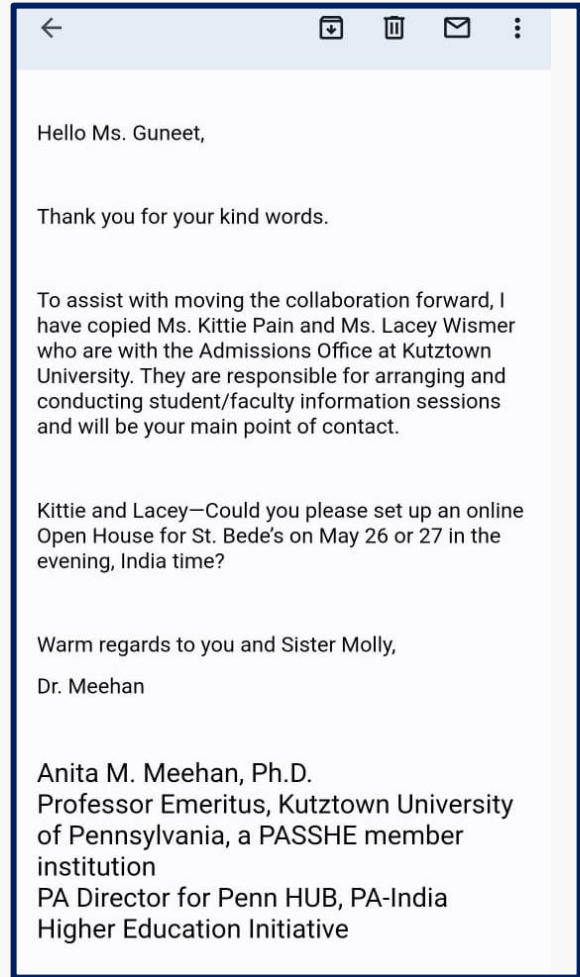 Hello Ms. Guneet,
Thank you for your kind words.
To assist with moving the collaboration forward, I
have copied Ms. Kittie Pain and Ms. Lacey Wismer
who are with the Admissions Office at Kutztown
University. They are responsible for arranging and
conducting student/faculty information sessions
and will be your main point of contact.
Kittie and Lacey—Could you please set up an online
Open House for St. Bede's on May 26 or 27 in the
evening, India time?
Warm regards to you and Sister Molly,
Dr. Meehan
Anita M. Meehan, Ph.D.
Professor Emeritus, Kutztown University
of Pennsylvania, a PASSHE member
institution
PA Director for Penn HUB, PA-India
Higher Education Initiative